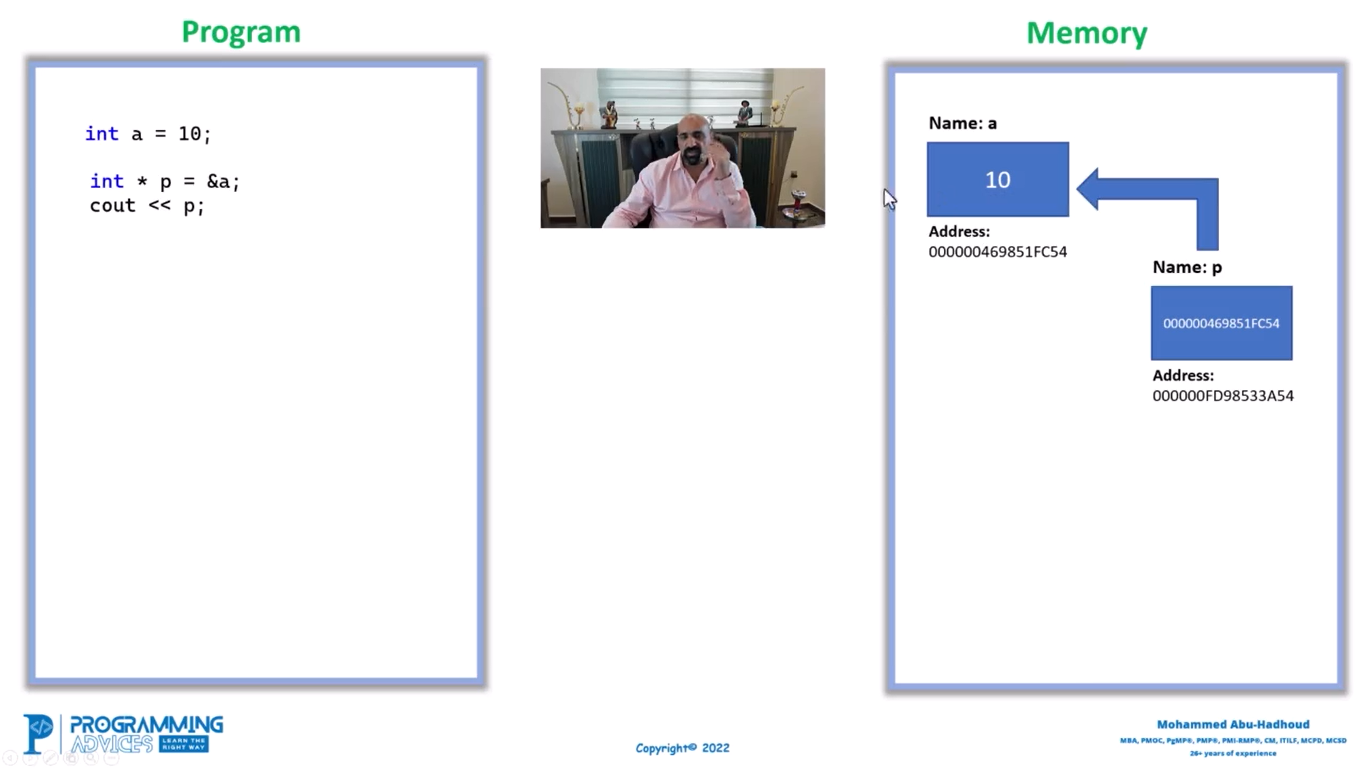 Program
int a = 10;
int * p = &a;
cout << p;
Memory
Name: a
10
Address:
000000469851FC54
Name: p
000000469851FC54
Address:
000000FD98533A54
PROGRAMMING
ADVICES LEARN THE
RIGHT WAY
Copyright© 2022
Mohammed Abu-Hadhoud
MBA, PMOC, PgMP®, PMP®, PMI-RMP®, CM, ITILF, MCPD, MCSD
26+ years of experience